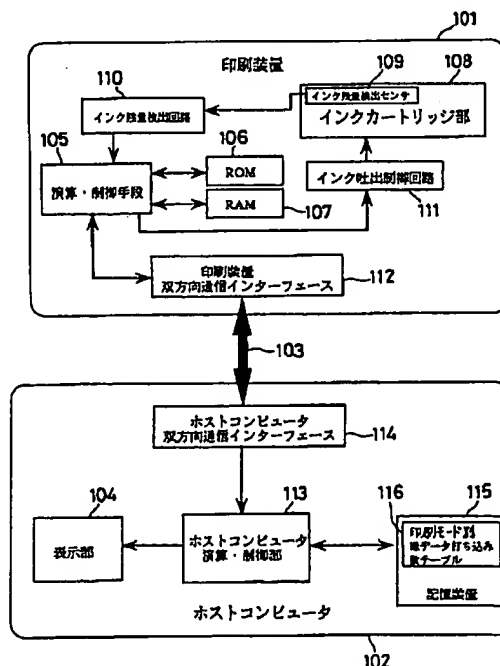 101
印刷装置
110
109
108
インク残量検出センサ
インク残量検出回路
インクカートリッジ部
105
106
演算・制御手段
ROM
インク吐出制御回路
RAM
107
111
印刷装置
双方向通信インターフェース
112
103
ホストコンピュータ
双方向通信インターフェース
114
104
113
115
116
表示部
ホストコンピュータ
演算・制御部
印刷モード別
データ打ち込み
数テーブル
記憶装置
ホストコンピュータ
102